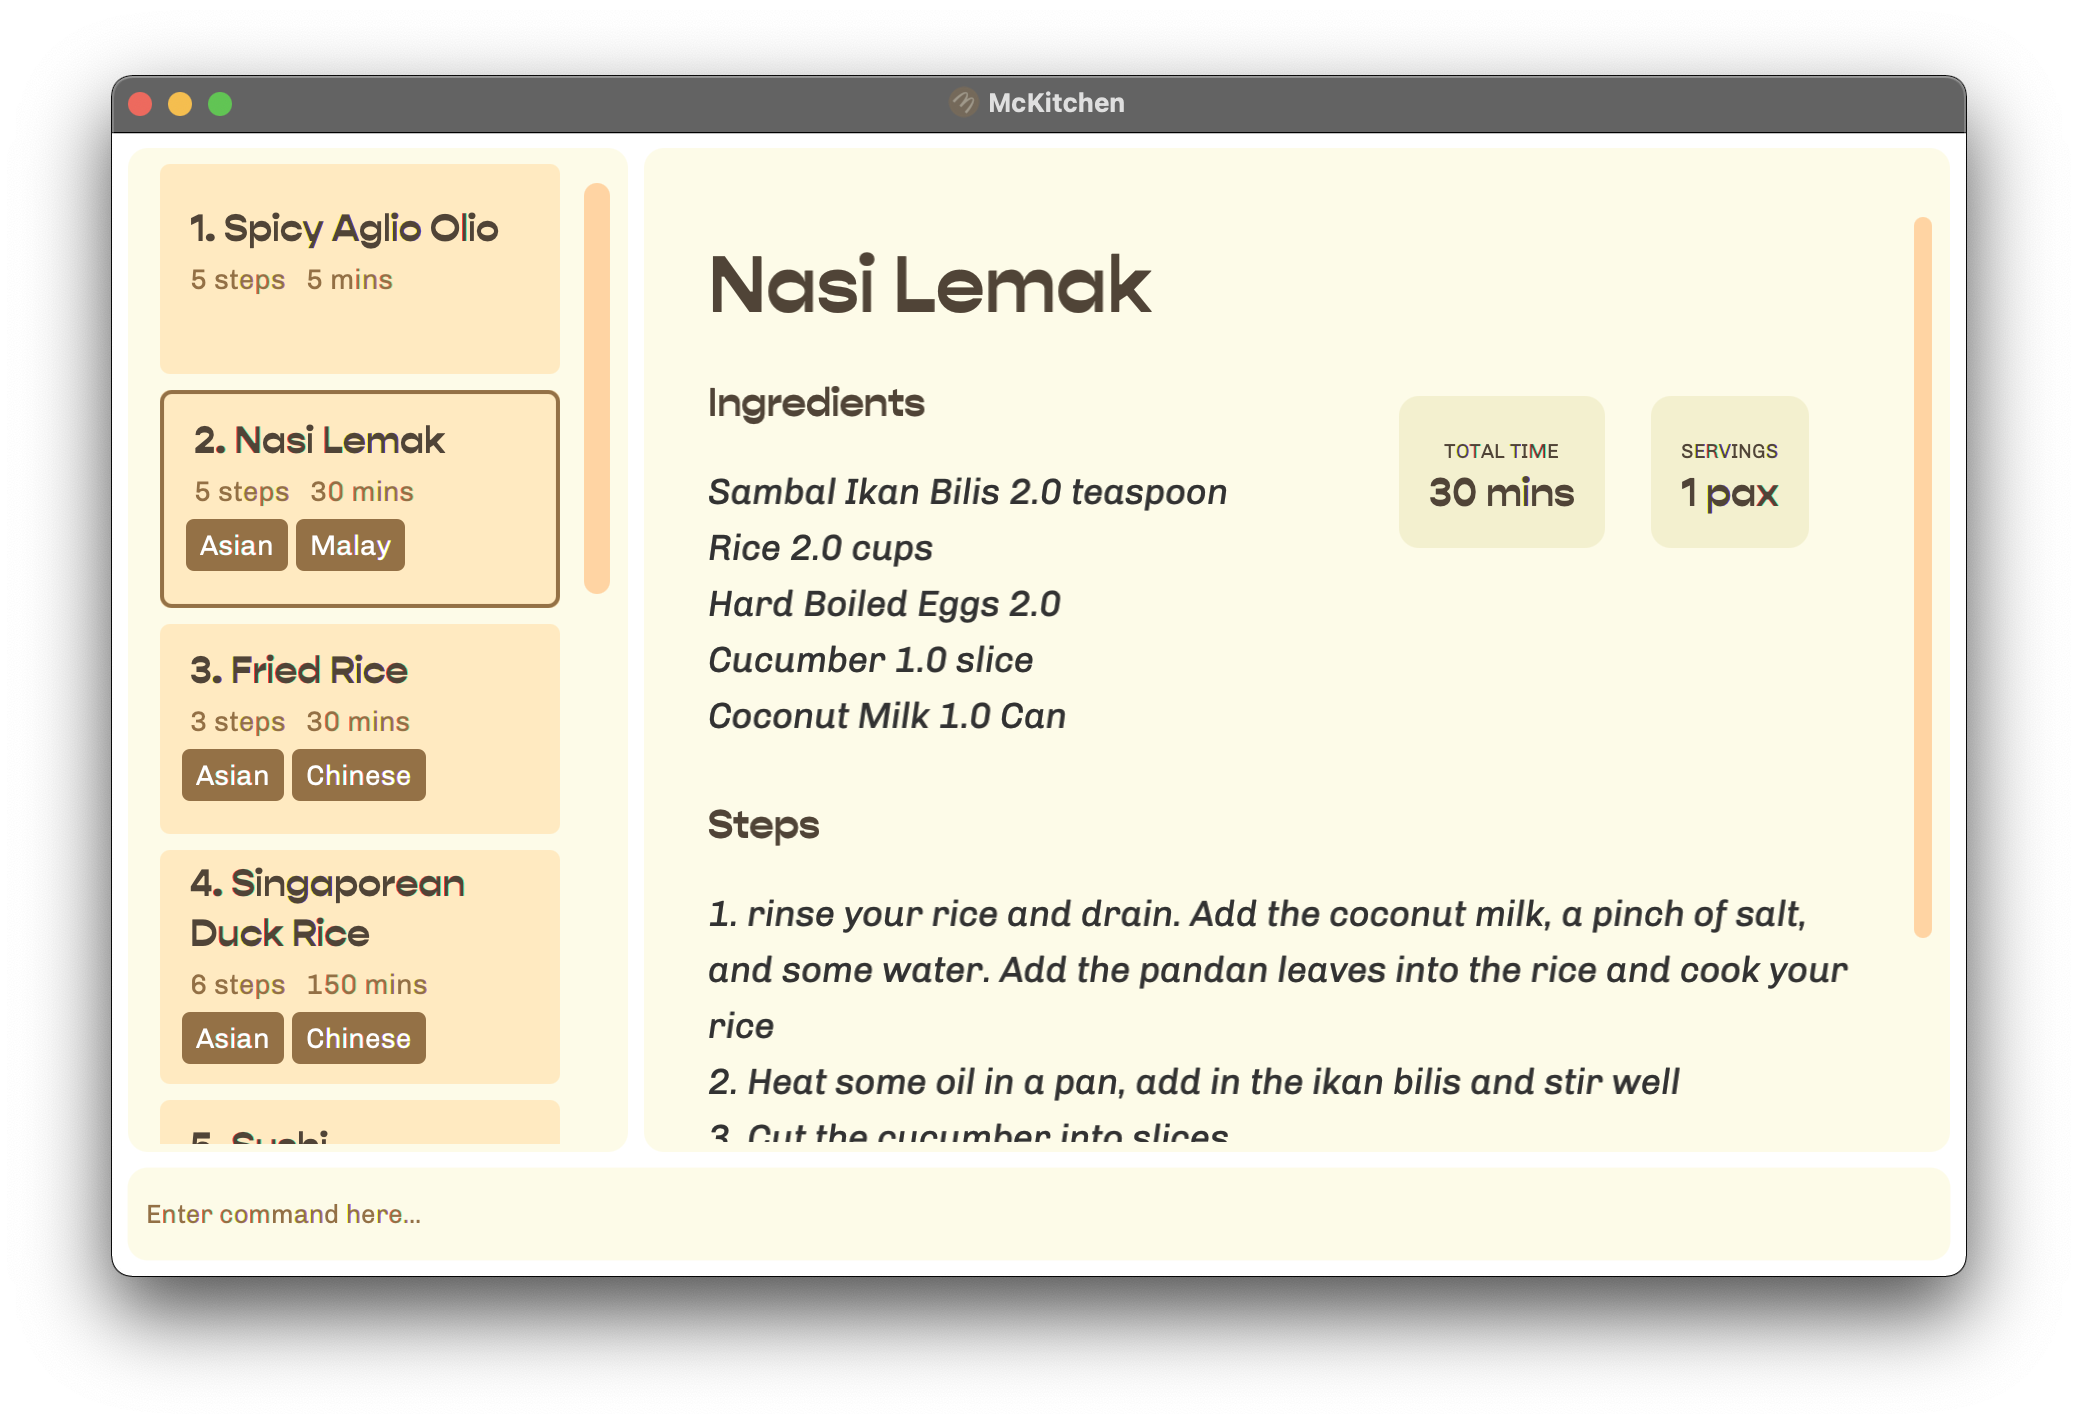 McKitchen
1. Spicy Aglio Olio
5 steps 5 mins
2. Nasi Lemak
5 steps 30 mins
Asian Malay
3. Fried Rice
3 steps 30 mins
Asian Chinese
4. Singaporean
Duck Rice
6 steps 150 mins
Asian Chinese
5. Sushi
Nasi Lemak
Ingredients
TOTAL TIME
30 mins
SERVINGS
1 pax
Sambal Ikan Bilis 2.0 teaspoon
Rice 2.0 cups
Hard Boiled Eggs 2.0
Cucumber 1.0 slice
Coconut Milk 1.0 Can
Steps
1. rinse your rice and drain. Add the coconut milk, a pinch of salt,
and some water. Add the pandan leaves into the rice and cook your
rice
2. Heat some oil in a pan, add in the ikan bilis and stir well
3. Cut the cucumber into slices
Enter command here...